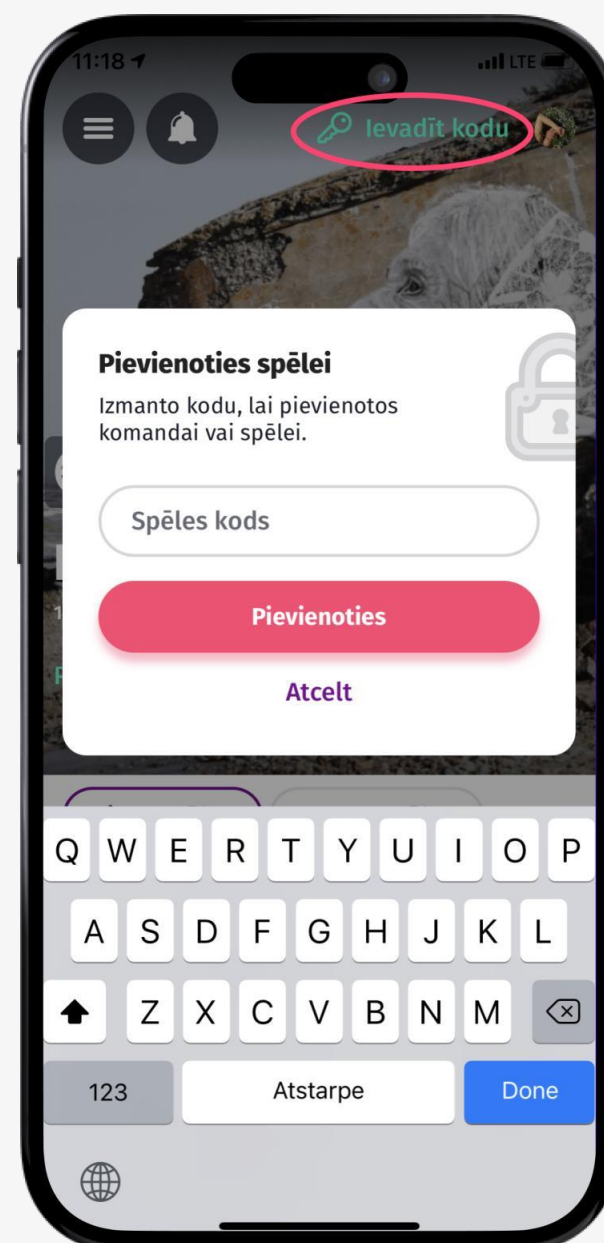 11:18
LTE
Ievadīt kodu
Pievienoties spēlei
Izmanto kodu, lai pievienotos
komandai vai spēlei.
Spēles kods
Pievienoties
Atcelt
Q W E R T Y U I O P
A S D F G H J K L
Z X C V B N M
123 Atstarpe Done